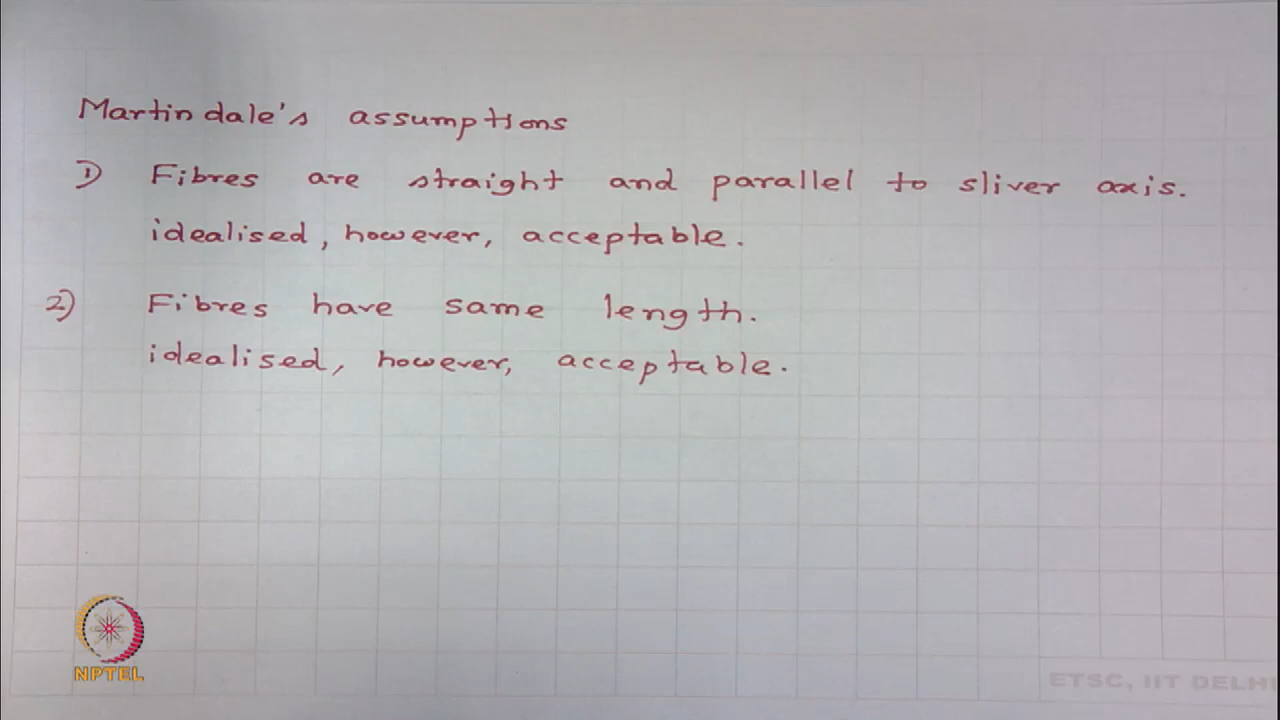 Martindale's assumptions
1) Fibres are straight and parallel to sliver axis.
idealised, however, acceptable.
2) Fibres have same length.
idealised, however, acceptable.
NPTEL
ETSC, IIT DELHI